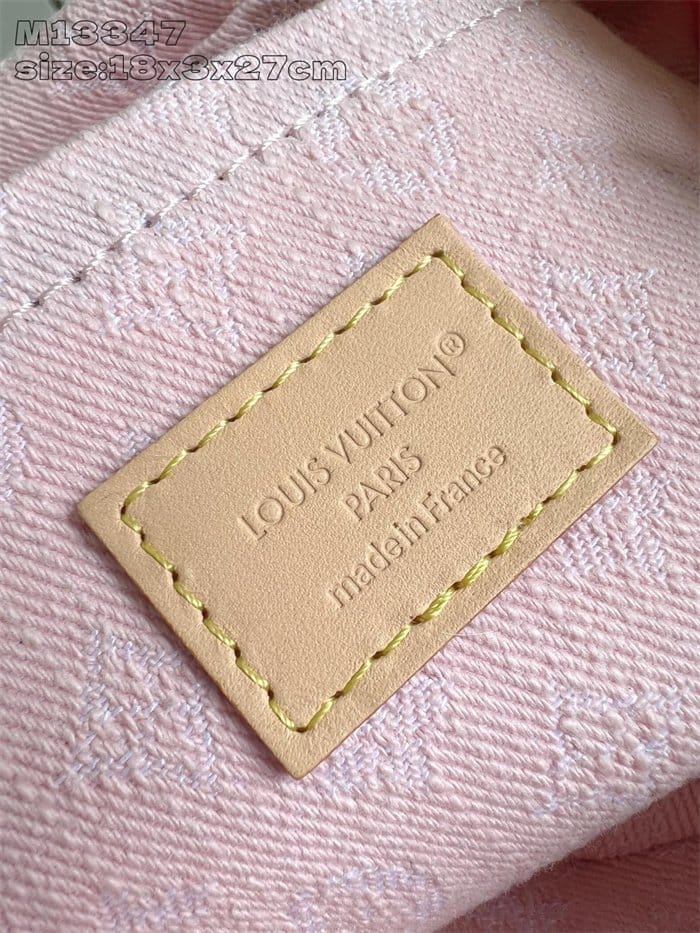 M13347
size:18x3x27cm
LOUIS VUITTON®
PARIS
made in France